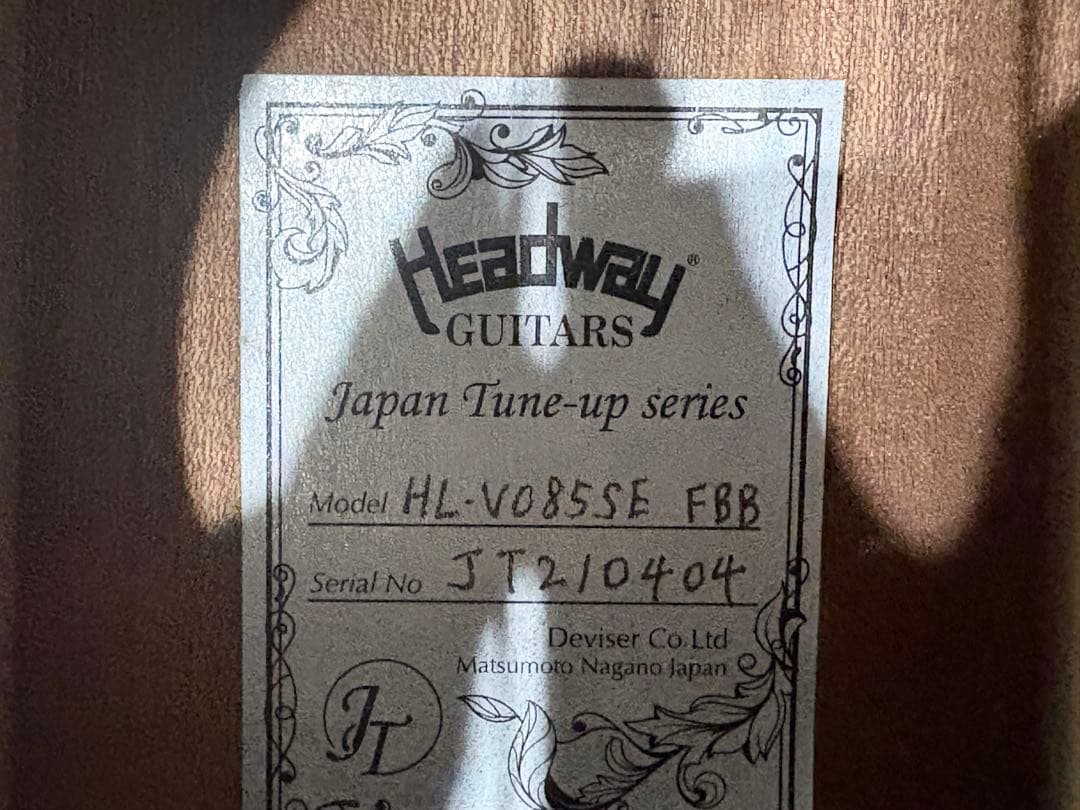 Headway®
GUITARS
Japan Tune-up series
Model HL-V085SE FBB
Serial No JT210404
Deviser Co.Ltd
Matsumoto Nagano Japan
JT